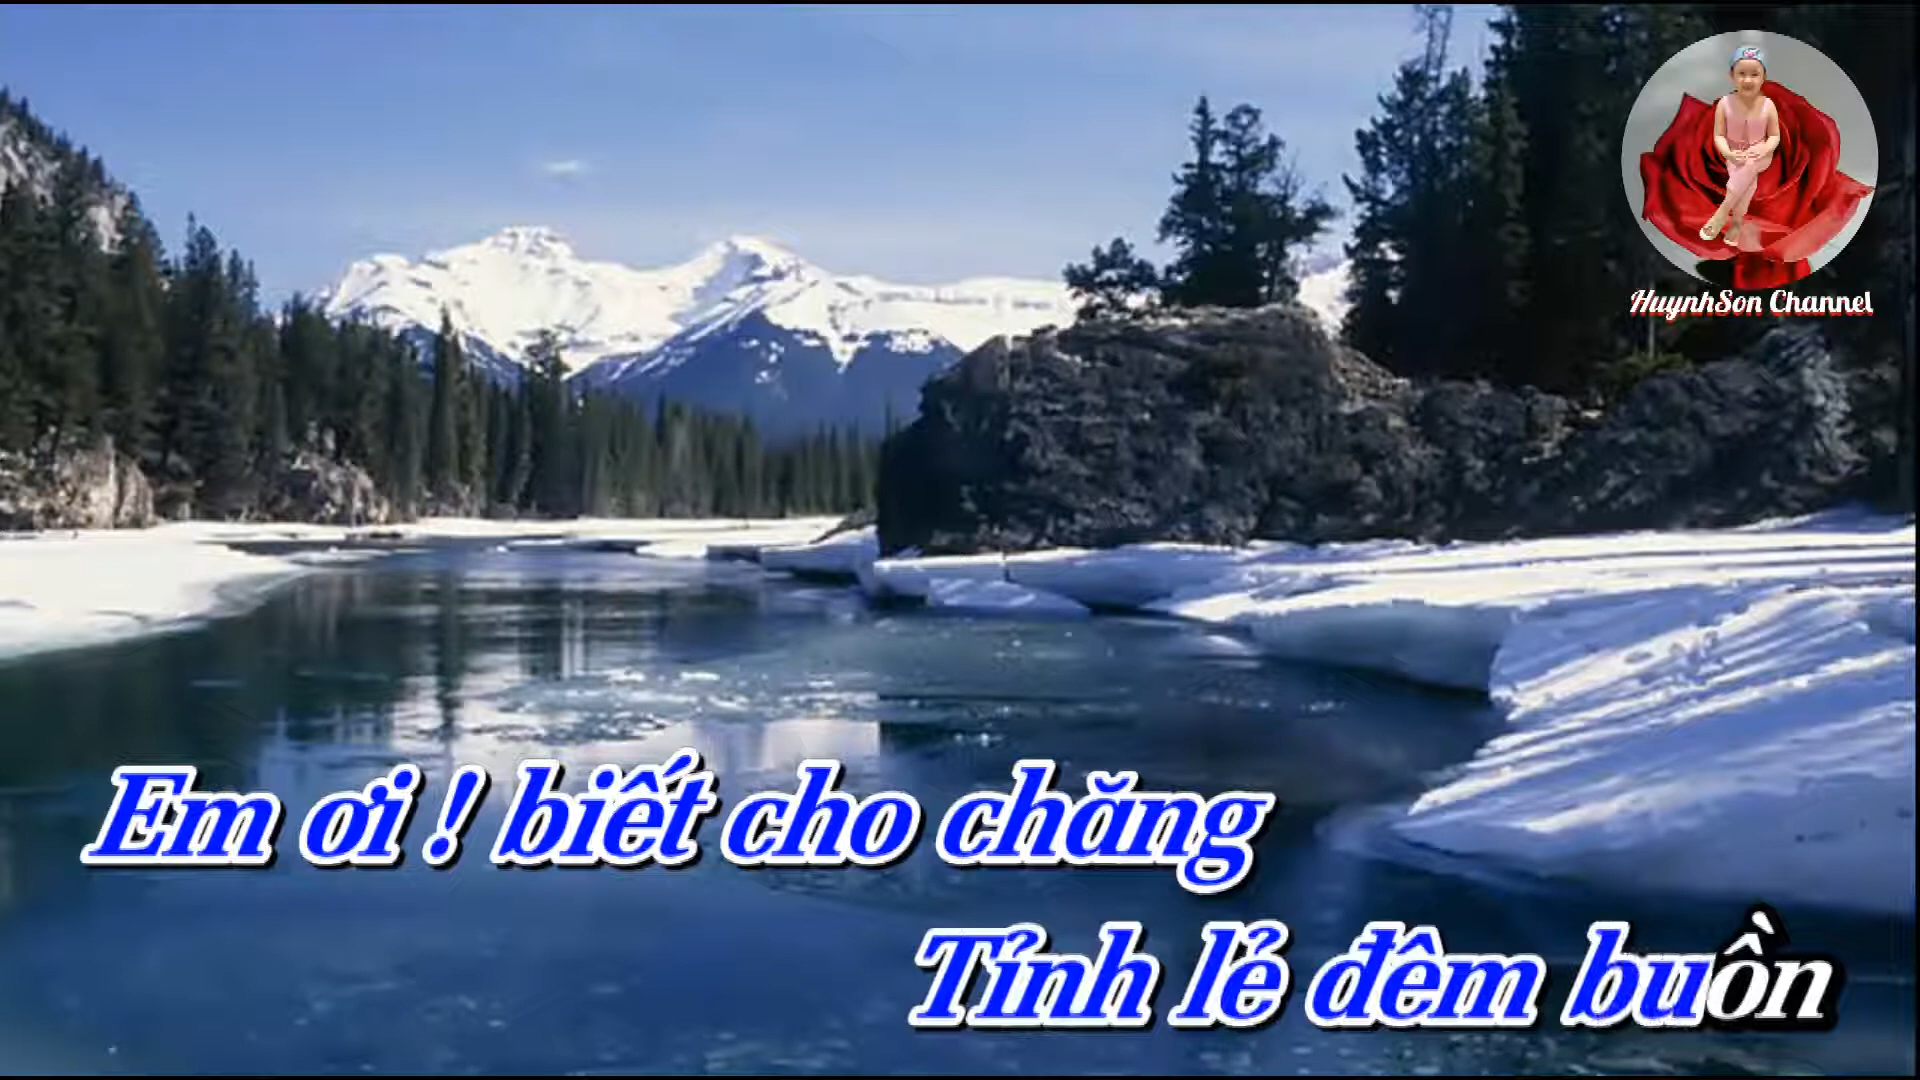 HuynhSon Channel
Em ơi ! biết cho chăng
Tỉnh lẻ đêm buồn